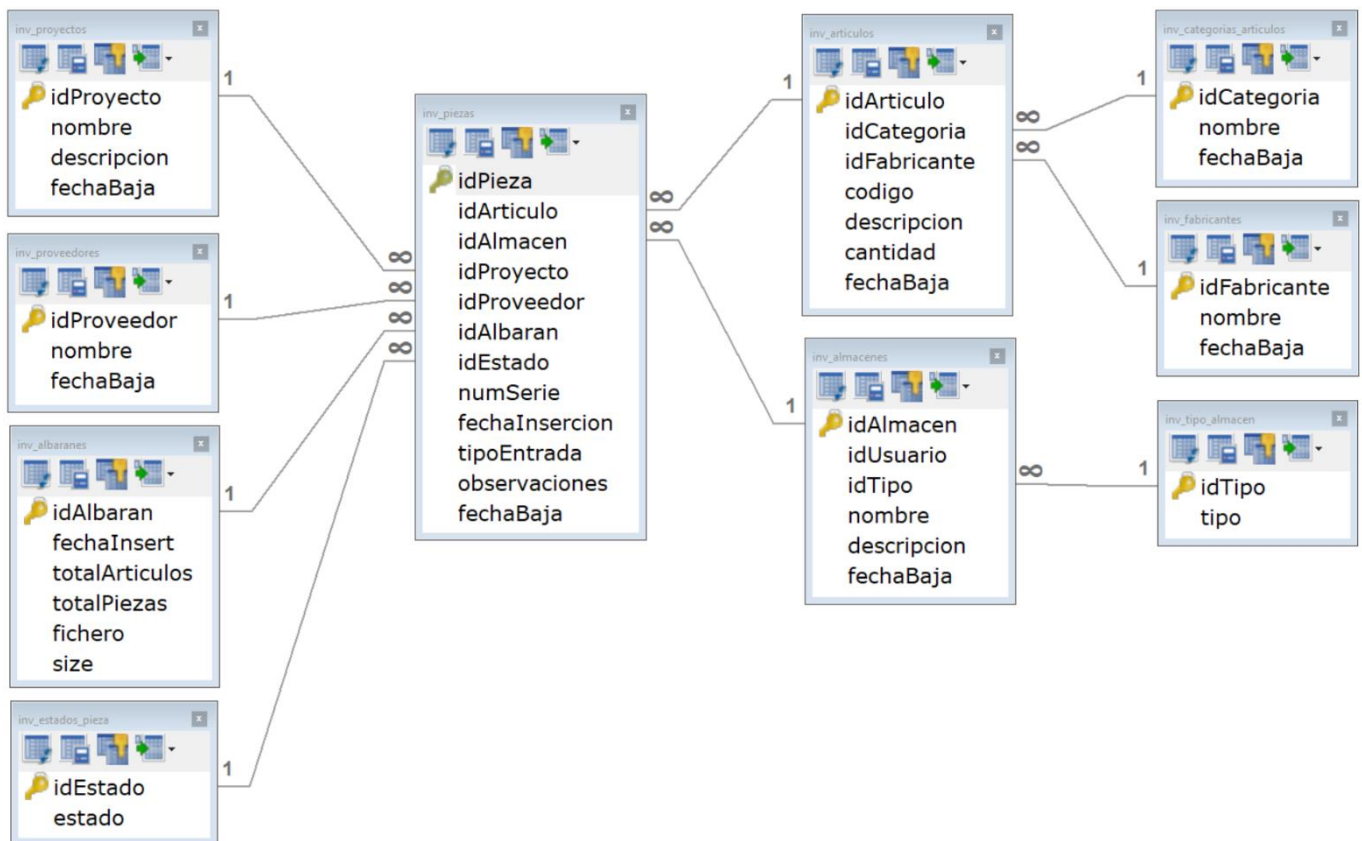 inv_proyectos
idProyecto
nombre
descripcion
fechaBaja
1
inv_proveedores
idProveedor
nombre
fechaBaja
1
inv_albaranes
idAlbaran
fechaInsert
totalArticulos
totalPiezas
fichero
size
1
inv_estados_pieza
idEstado
estado
1
inv_piezas
idPieza
idArticulo
idAlmacen
idProyecto
idProveedor
idAlbaran
idEstado
numSerie
fechaInsercion
tipoEntrada
observaciones
fechaBaja
∞
∞
∞
∞
∞
∞
inv_articulos
idArticulo
idCategoria
idFabricante
codigo
descripcion
cantidad
fechaBaja
1
∞
∞
inv_almacenes
idAlmacen
idUsuario
idTipo
nombre
descripcion
fechaBaja
1
∞
inv_categorias_articulos
idCategoria
nombre
fechaBaja
1
inv_fabricantes
idFabricante
nombre
fechaBaja
1
inv_tipo_almacen
idTipo
tipo
1